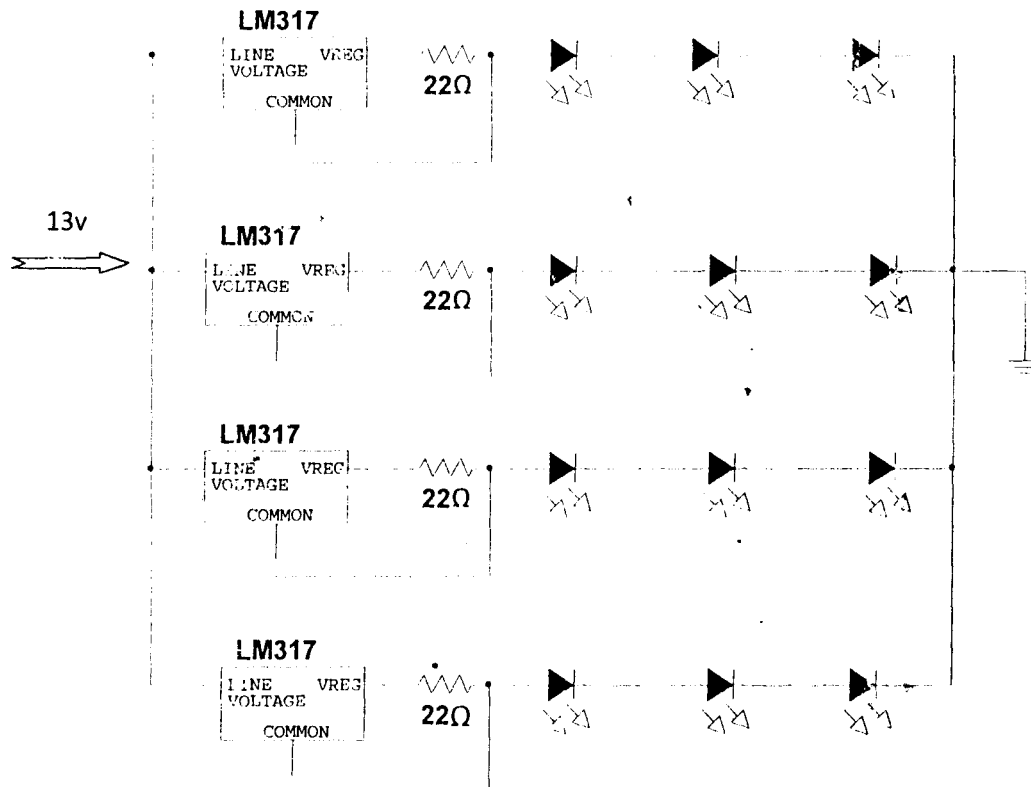 LM317
LINE VREG
VOLTAGE
COMMON
22Ω
13v
LM317
LINE VREG
VOLTAGE
COMMON
22Ω
LM317
LINE VREG
VOLTAGE
COMMON
22Ω
LM317
LINE VREG
VOLTAGE
COMMON
22Ω